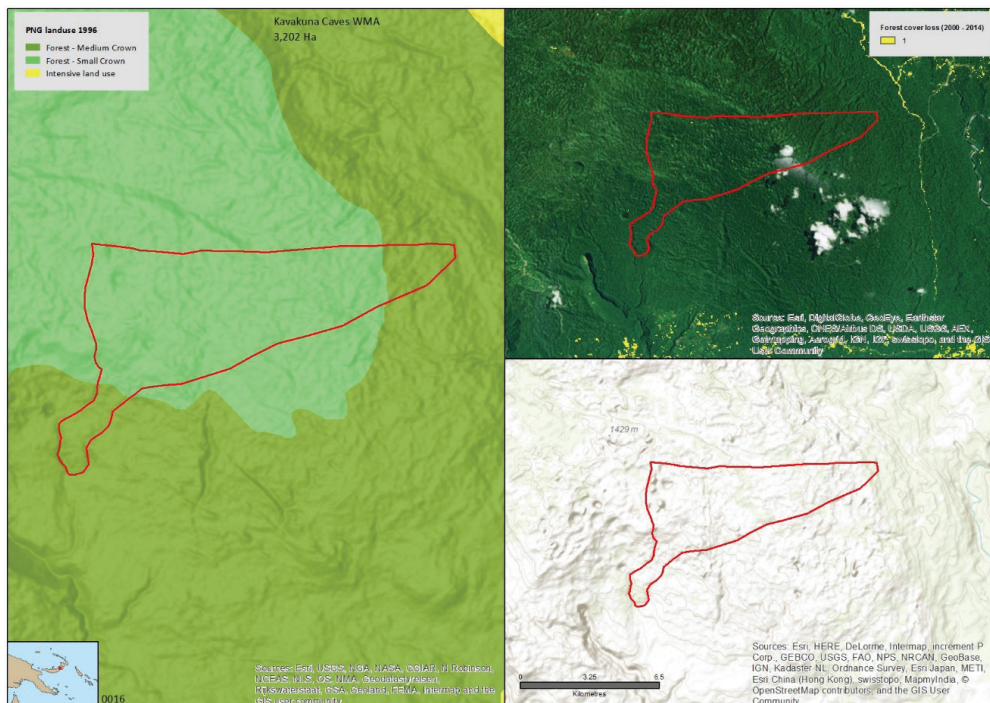 Kavakuna Caves WMA
3,202 Ha
PNG landuse 1996
Forest - Medium Crown
Forest - Small Crown
Intensive land use
Sources: Esri, USGS, NGA, NASA, CGIAR, N Robinson,
NCEAS, NLS, OS, NMA, Geodatastyrelsen,
Rijkswaterstaat, GSA, Geoland, FEMA, Intermap and the
GIS user community
0016
Forest cover loss (2000 - 2014)
1
Sources: Esri, DigitalGlobe, GeoEye, Earthstar
Geographics, CNES/Airbus DS, USDA, USGS, AEX,
Getmapping, Aerogrid, IGN, IGP, swisstopo, and the GIS
User Community
1429 m
Sources: Esri, HERE, DeLorme, Intermap, increment P
Corp., GEBCO, USGS, FAO, NPS, NRCAN, GeoBase,
IGN, Kadaster NL, Ordnance Survey, Esri Japan, METI,
Esri China (Hong Kong), swisstopo, MapmyIndia, ©
OpenStreetMap contributors, and the GIS User
Community
0 3.25 6.5
Kilometres